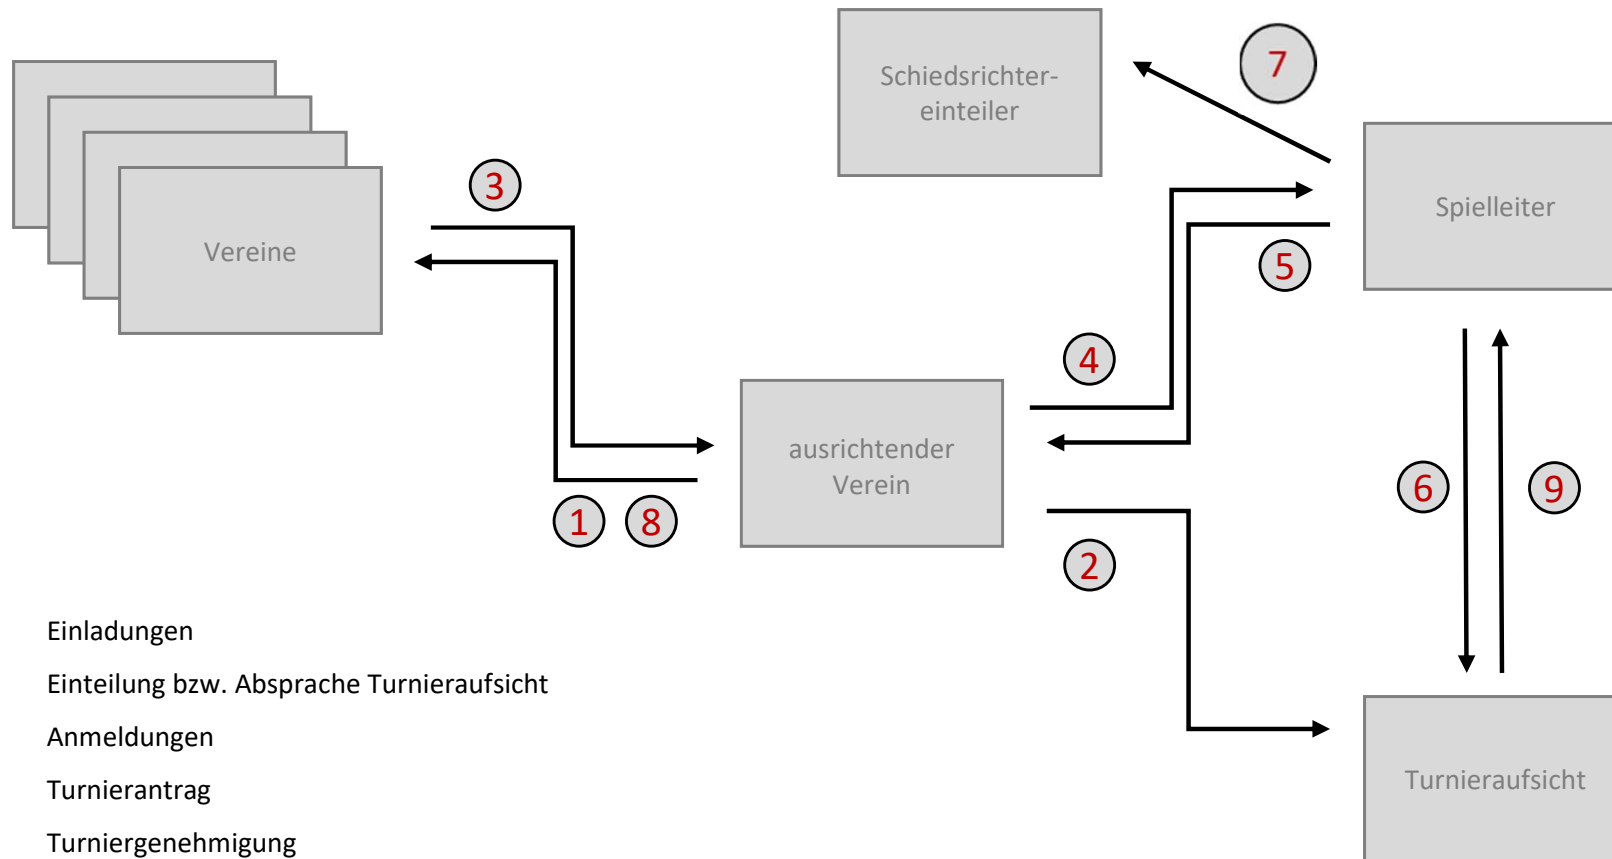 Schiedsrichter-
einteiler
7
3
Spielleiter
Vereine
5
4
ausrichtender
Verein
6
9
1
8
2
Einladungen
Einteilung bzw. Absprache Turnieraufsicht
Anmeldungen
Turnierantrag
Turnieraufsicht
Turniergenehmigung